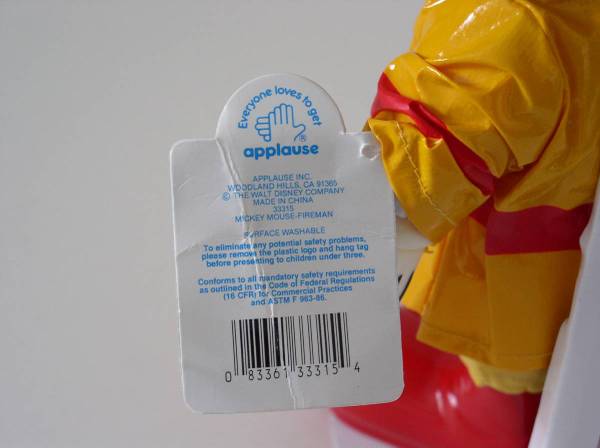 Everyone loves to get
applause
®
APPLAUSE INC.
WOODLAND HILLS, CA 91365
© THE WALT DISNEY COMPANY
MADE IN CHINA
33315
MICKEY MOUSE-FIREMAN
SURFACE WASHABLE
To eliminate any potential safety problems,
please remove the plastic logo and hang tag
before presenting to children under three.
Conforms to all mandatory safety requirements
as outlined in the Code of Federal Regulations
(16 CFR) for Commercial Practices
and ASTM F 963-86.
0 83361 33315 4